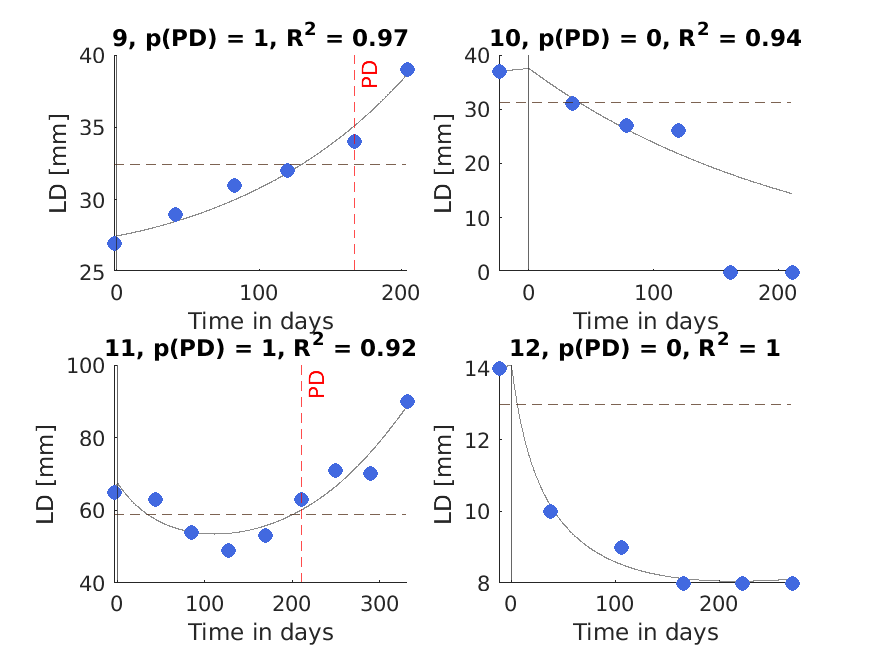 9, p(PD) = 1, R² = 0.97
40
35
30
25
LD [mm]
PD
0
100
200
Time in days
10, p(PD) = 0, R² = 0.94
40
30
20
10
0
LD [mm]
0
100
200
Time in days
11, p(PD) = 1, R² = 0.92
100
80
60
40
LD [mm]
PD
0
100
200
300
Time in days
12, p(PD) = 0, R² = 1
14
12
10
8
LD [mm]
0
100
200
Time in days